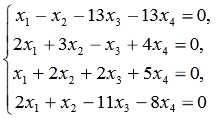 x₁ − x₂ − 13x₃ − 13x₄ = 0,
2x₁ + 3x₂ − x₃ + 4x₄ = 0,
x₁ + 2x₂ + 2x₃ + 5x₄ = 0,
2x₁ + x₂ − 11x₃ − 8x₄ = 0